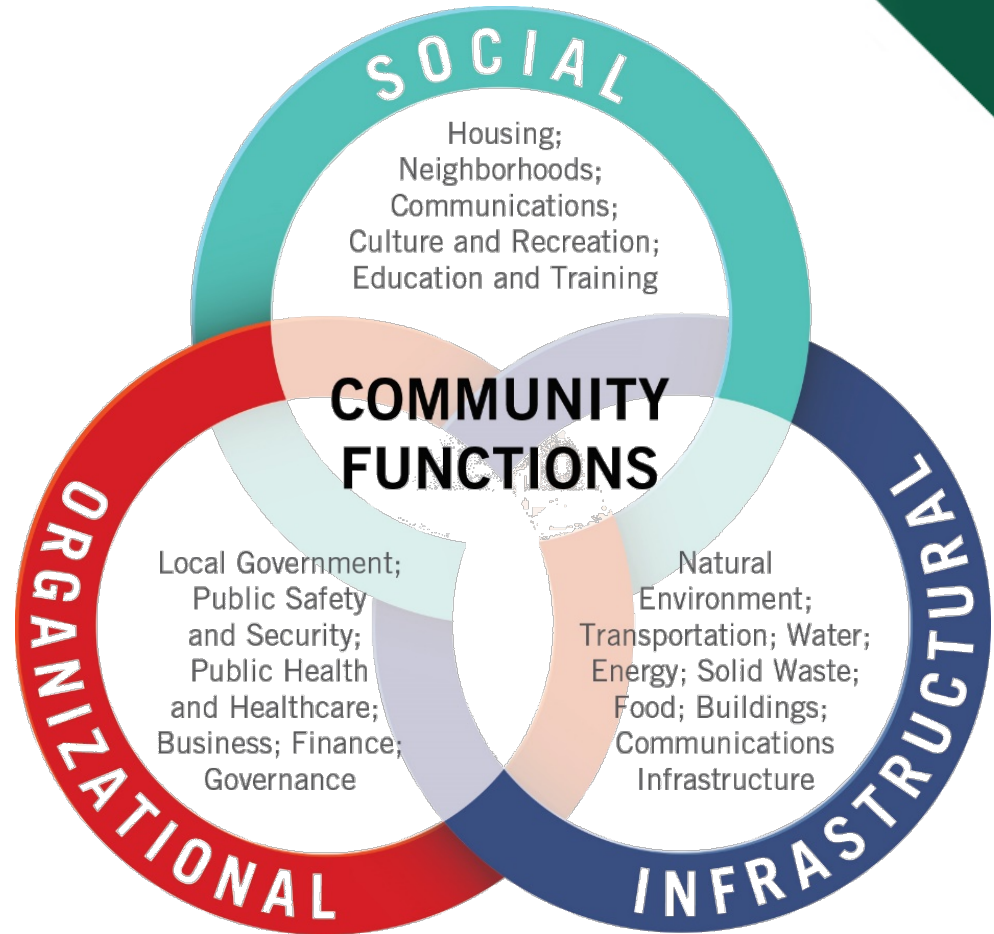 SOCIAL
Housing;
Neighborhoods;
Communications;
Culture and Recreation;
Education and Training
COMMUNITY
FUNCTIONS
ORGANIZATIONAL
Local Government;
Public Safety
and Security;
Public Health
and Healthcare;
Business; Finance;
Governance
INFRASTRUCTURAL
Natural
Environment;
Transportation; Water;
Energy; Solid Waste;
Food; Buildings;
Communications
Infrastructure